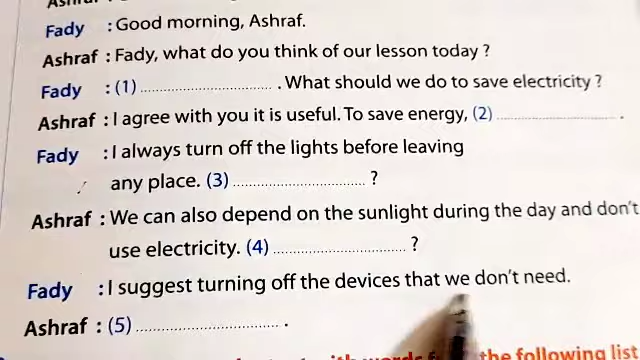 Fady : Good morning, Ashraf.
Ashraf : Fady, what do you think of our lesson today ?
Fady : (1) .................................. . What should we do to save electricity ?
Ashraf : I agree with you it is useful. To save energy, (2) ................................ .
Fady : I always turn off the lights before leaving
any place. (3) .................................. ?
Ashraf : We can also depend on the sunlight during the day and don't
use electricity. (4) .................................. ?
Fady : I suggest turning off the devices that we don't need.
Ashraf : (5) .................................... .
with words the following list